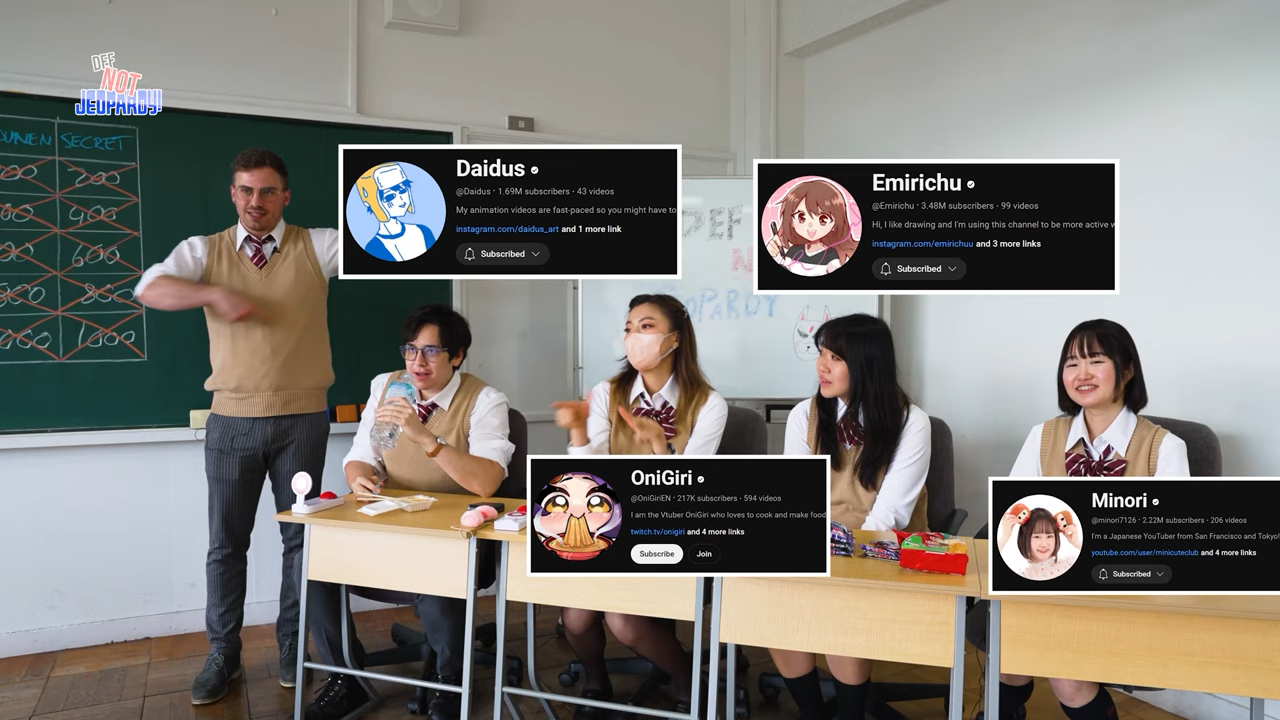 DEF
NOT
JEOPARDY!
SECRET
400
600
800
1000
Daidus
@Daidus · 1.69M subscribers · 43 videos
My animation videos are fast-paced so you might have to
instagram.com/daidus_art and 1 more link
Subscribed
Emirichu
@Emirichu · 3.48M subscribers · 99 videos
Hi, I like drawing and I'm using this channel to be more active w
instagram.com/emirichuu and 3 more links
Subscribed
DEF
N
OPARDY
OniGiri
@OniGiriEN · 217K subscribers · 594 videos
I am the Vtuber OniGiri who loves to cook and make food
twitch.tv/onigiri and 4 more links
Subscribe Join
Minori
@minori7126 · 2.22M subscribers · 206 videos
I'm a Japanese YouTuber from San Francisco and Tokyo!
youtube.com/user/minicuteclub and 4 more links
Subscribed